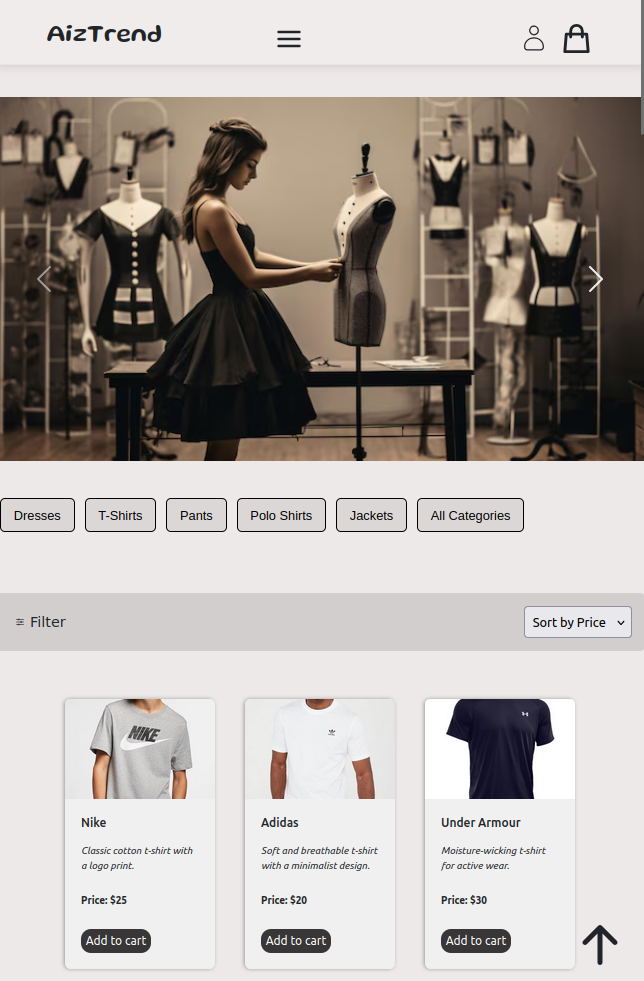 AizTrend
Dresses
T-Shirts
Pants
Polo Shirts
Jackets
All Categories
Filter
Sort by Price
NIKE
Nike
Classic cotton t-shirt with
a logo print.
Price: $25
Add to cart
Adidas
Soft and breathable t-shirt
with a minimalist design.
Price: $20
Add to cart
Under Armour
Moisture-wicking t-shirt
for active wear.
Price: $30
Add to cart